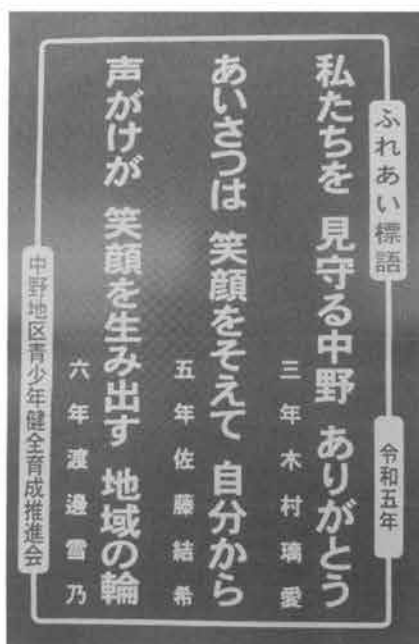 ふれあい標語
令和五年
私たちを 見守る中野 ありがとう
三年 木村璃愛
あいさつは 笑顔をそえて 自分から
五年 佐藤結希
声がけが 笑顔を生み出す 地域の輪
六年 渡邊雪乃
中野地区青少年健全育成推進会